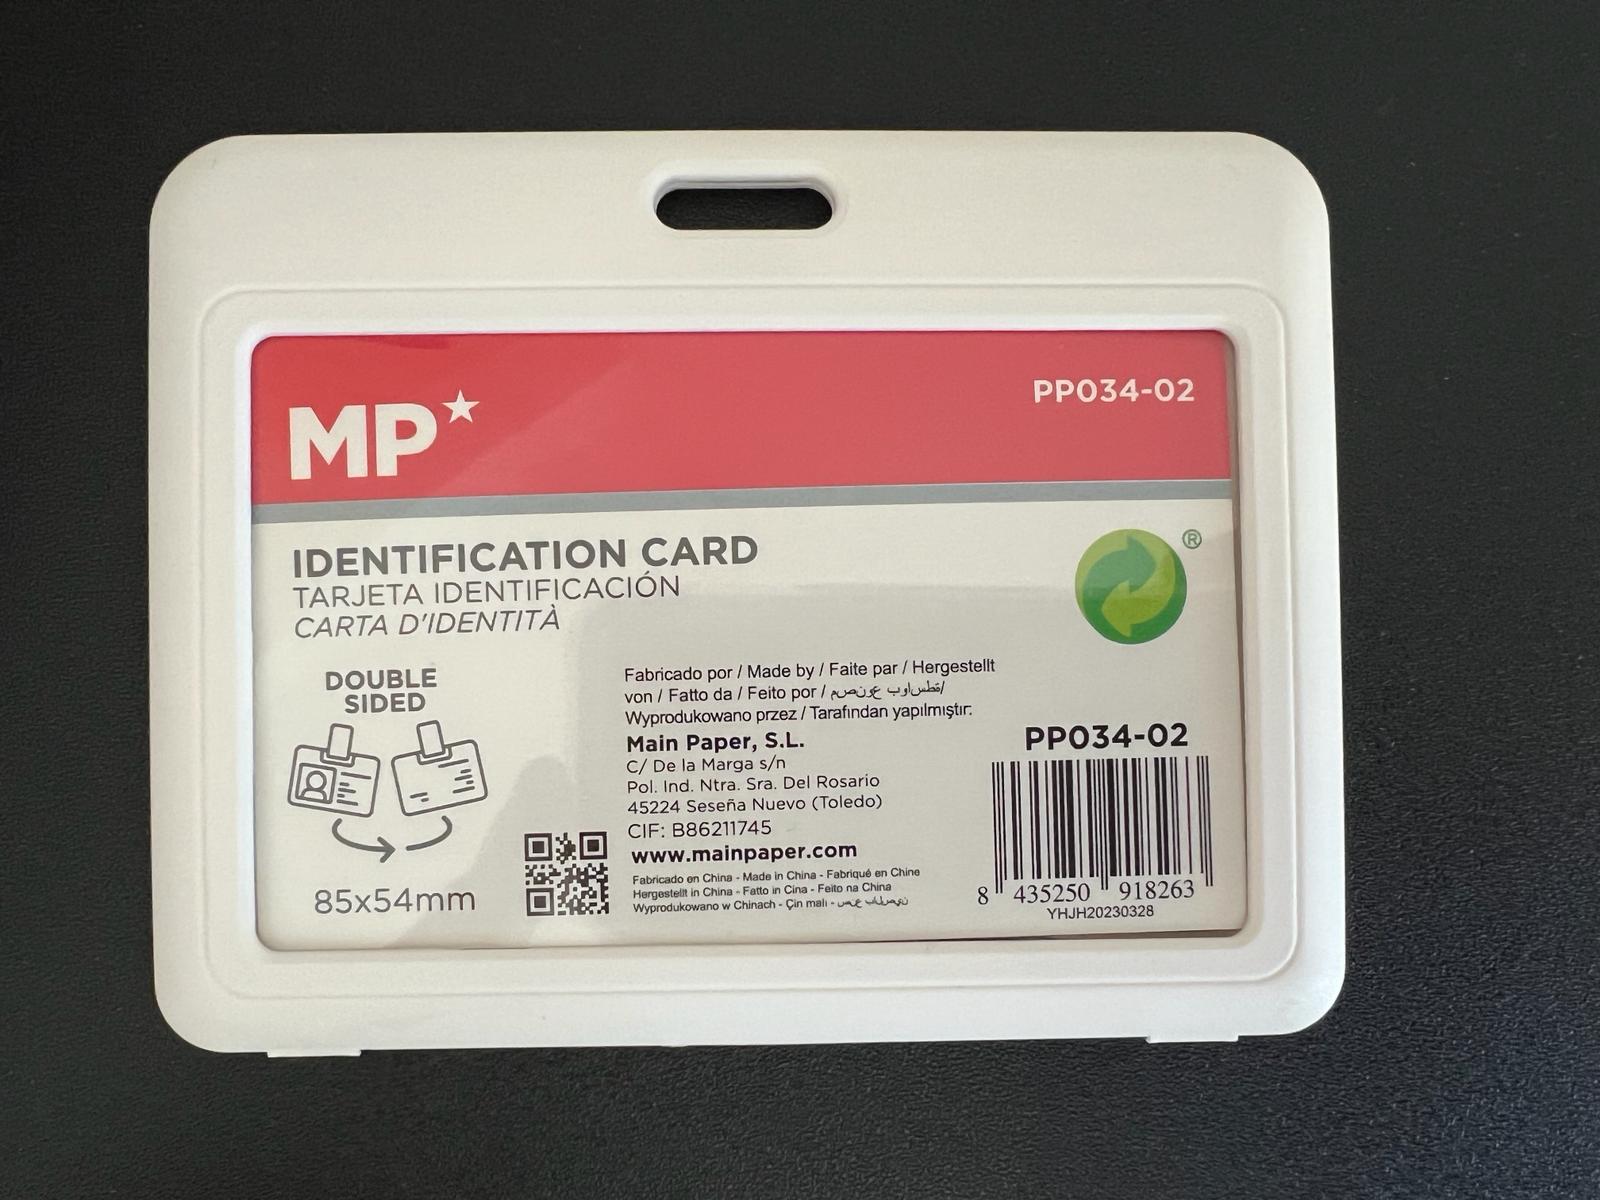 MP
PP034-02
IDENTIFICATION CARD
TARJETA IDENTIFICACIÓN
CARTA D'IDENTITÀ
®
DOUBLE
SIDED
85x54mm
Fabricado por / Made by / Faite par / Hergestellt
von / Fatto da / Feito por /
Wyprodukowano przez / Tarafından yapılmıştır:
Main Paper, S.L.
C/ De la Marga s/n
Pol. Ind. Ntra. Sra. Del Rosario
45224 Seseña Nuevo (Toledo)
CIF: B86211745
www.mainpaper.com
Fabricado en China - Made in China - Fabriqué en Chine
Hergestellt in China - Fatto in Cina - Feito na China
Wyprodukowano w Chinach - Çin malı -
PP034-02
8 435250 918263
YHJH20230328